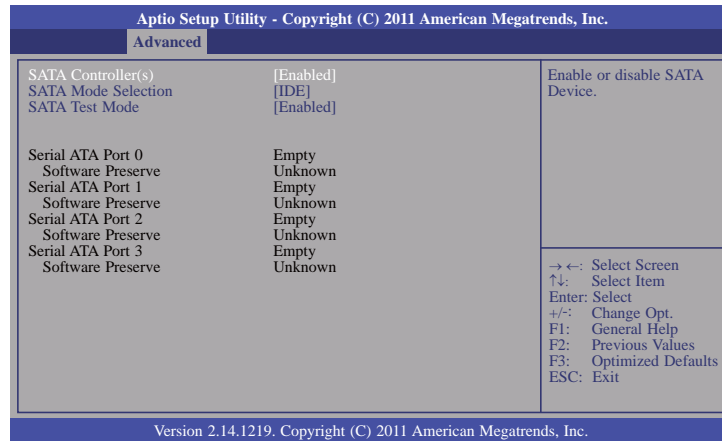 Aptio Setup Utility - Copyright (C) 2011 American Megatrends, Inc.
Advanced
SATA Controller(s) [Enabled]
SATA Mode Selection [IDE]
SATA Test Mode [Enabled]
Serial ATA Port 0 Empty
Software Preserve Unknown
Serial ATA Port 1 Empty
Software Preserve Unknown
Serial ATA Port 2 Empty
Software Preserve Unknown
Serial ATA Port 3 Empty
Software Preserve Unknown
Enable or disable SATA
Device.
→←: Select Screen
↑↓: Select Item
Enter: Select
+/-: Change Opt.
F1: General Help
F2: Previous Values
F3: Optimized Defaults
ESC: Exit
Version 2.14.1219. Copyright (C) 2011 American Megatrends, Inc.